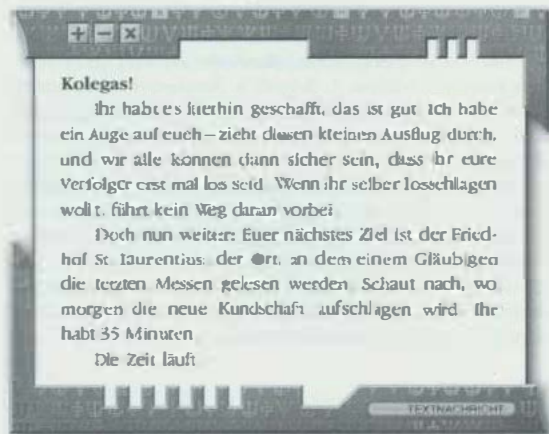 Kolegas!
Ihr habt es hierhin geschafft, das ist gut. Ich habe
ein Auge auf euch – zieht diesen kleinen Ausflug durch,
und wir alle können dann sicher sein, dass ihr eure
Verfolger erst mal los seid. Wenn ihr selber losschlagen
wollt, führt kein Weg daran vorbei.
Doch nun weiter: Euer nächstes Ziel ist der Fried-
hof St. Laurentius: der Ort, an dem einem Gläubigen
die letzten Messen gelesen werden. Schaut nach, wo
morgen die neue Kundschaft aufschlagen wird. Ihr
habt 35 Minuten.
Die Zeit läuft.
TEXTNACHRICHT